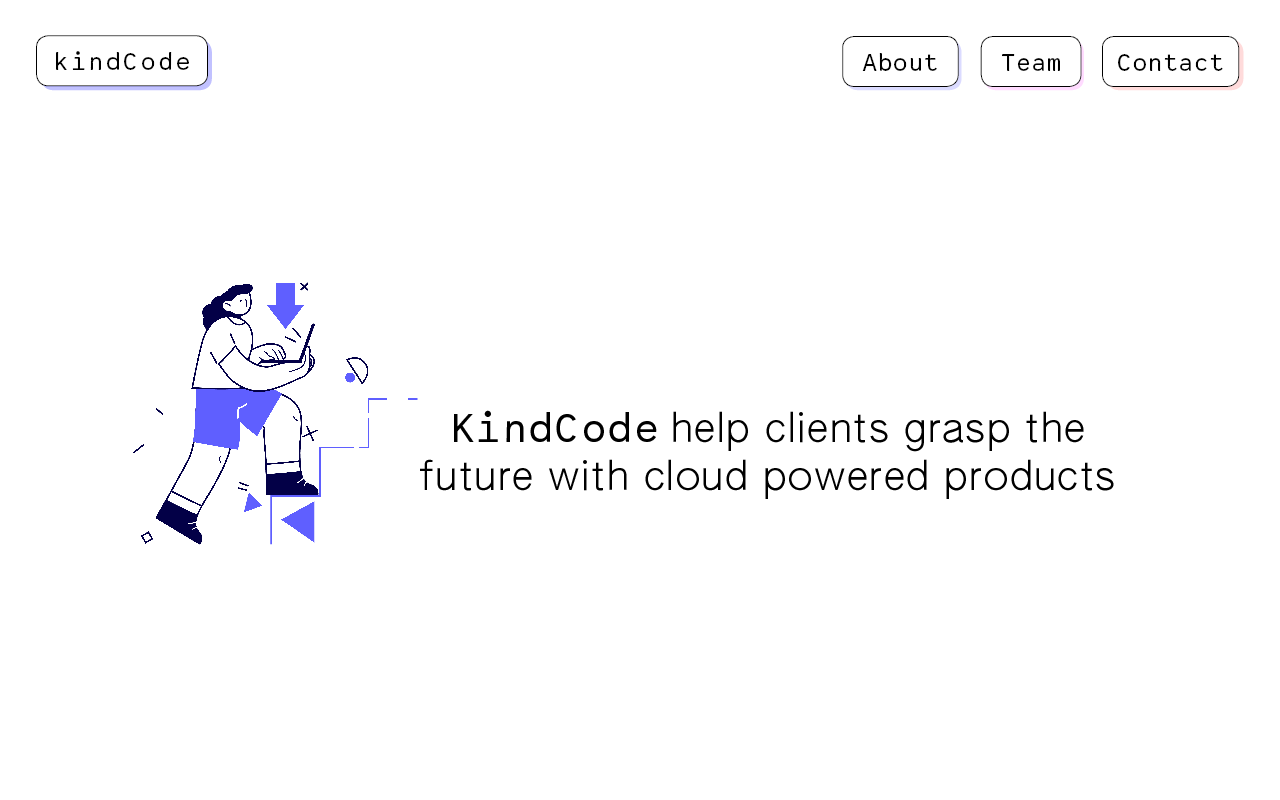 kindCode
About
Team
Contact
KindCode help clients grasp the
future with cloud powered products